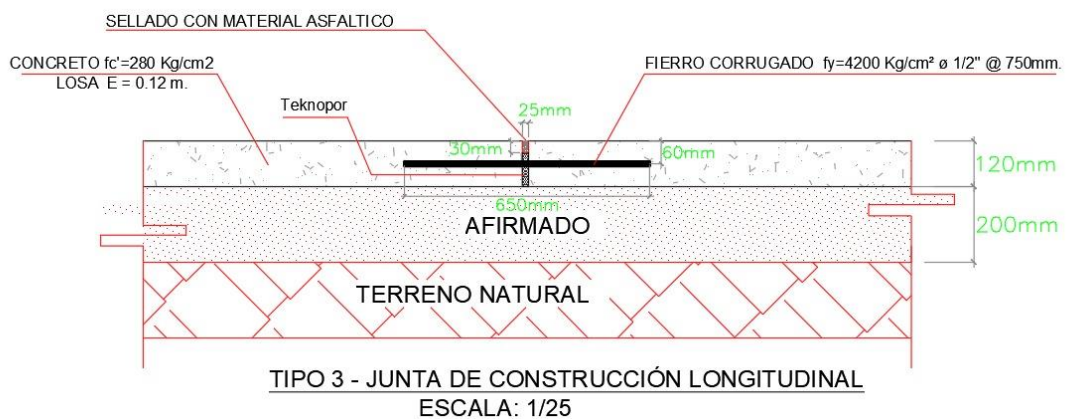 SELLADO CON MATERIAL ASFALTICO
CONCRETO fc'=280 Kg/cm2
LOSA E = 0.12 m.
FIERRO CORRUGADO fy=4200 Kg/cm² ø 1/2" @ 750mm.
Teknopor
25mm
30mm
60mm
120mm
650mm
AFIRMADO
200mm
TERRENO NATURAL
TIPO 3 - JUNTA DE CONSTRUCCIÓN LONGITUDINAL
ESCALA: 1/25